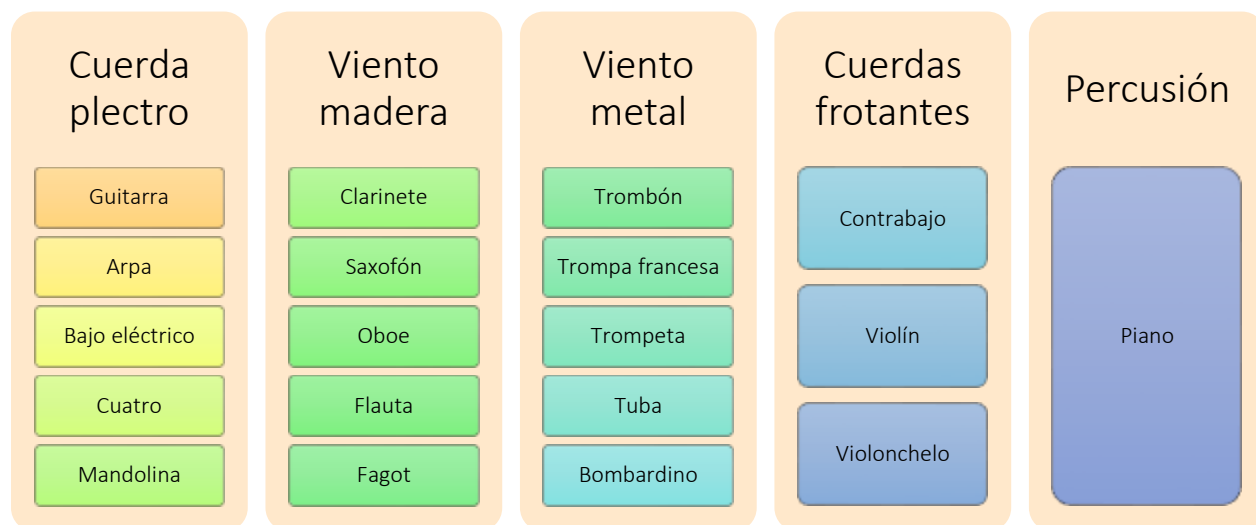 Cuerda
plectro
Guitarra
Arpa
Bajo eléctrico
Cuatro
Mandolina
Viento
madera
Clarinete
Saxofón
Oboe
Flauta
Fagot
Viento
metal
Trombón
Trompa francesa
Trompeta
Tuba
Bombardino
Cuerdas
frotantes
Contrabajo
Violín
Violonchelo
Percusión
Piano